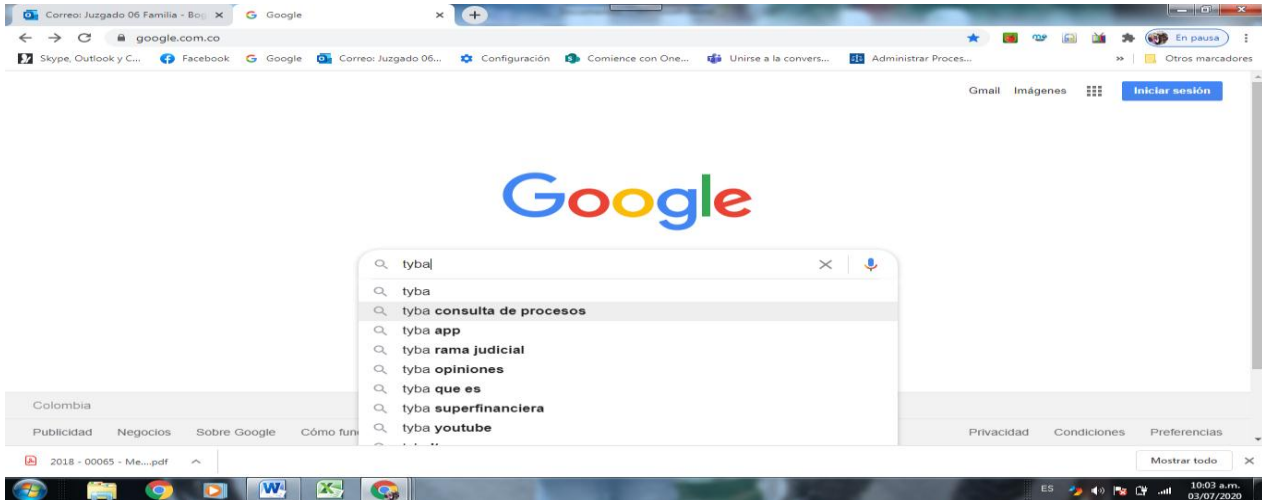 Correo: Juzgado 06 Familia - Bog
Google
google.com.co
En pausa
Skype, Outlook y C...
Facebook
Google
Correo: Juzgado 06...
Configuración
Comience con One...
Unirse a la convers...
Administrar Proces...
Otros marcadores
Gmail Imágenes
Iniciar sesión
Google
tyba
tyba
tyba consulta de procesos
tyba app
tyba rama judicial
tyba opiniones
tyba que es
tyba superfinanciera
tyba youtube
Colombia
Publicidad Negocios Sobre Google Cómo fun
Privacidad Condiciones Preferencias
2018 - 00065 - Me....pdf
Mostrar todo
ES
10:03 a.m.
03/07/2020